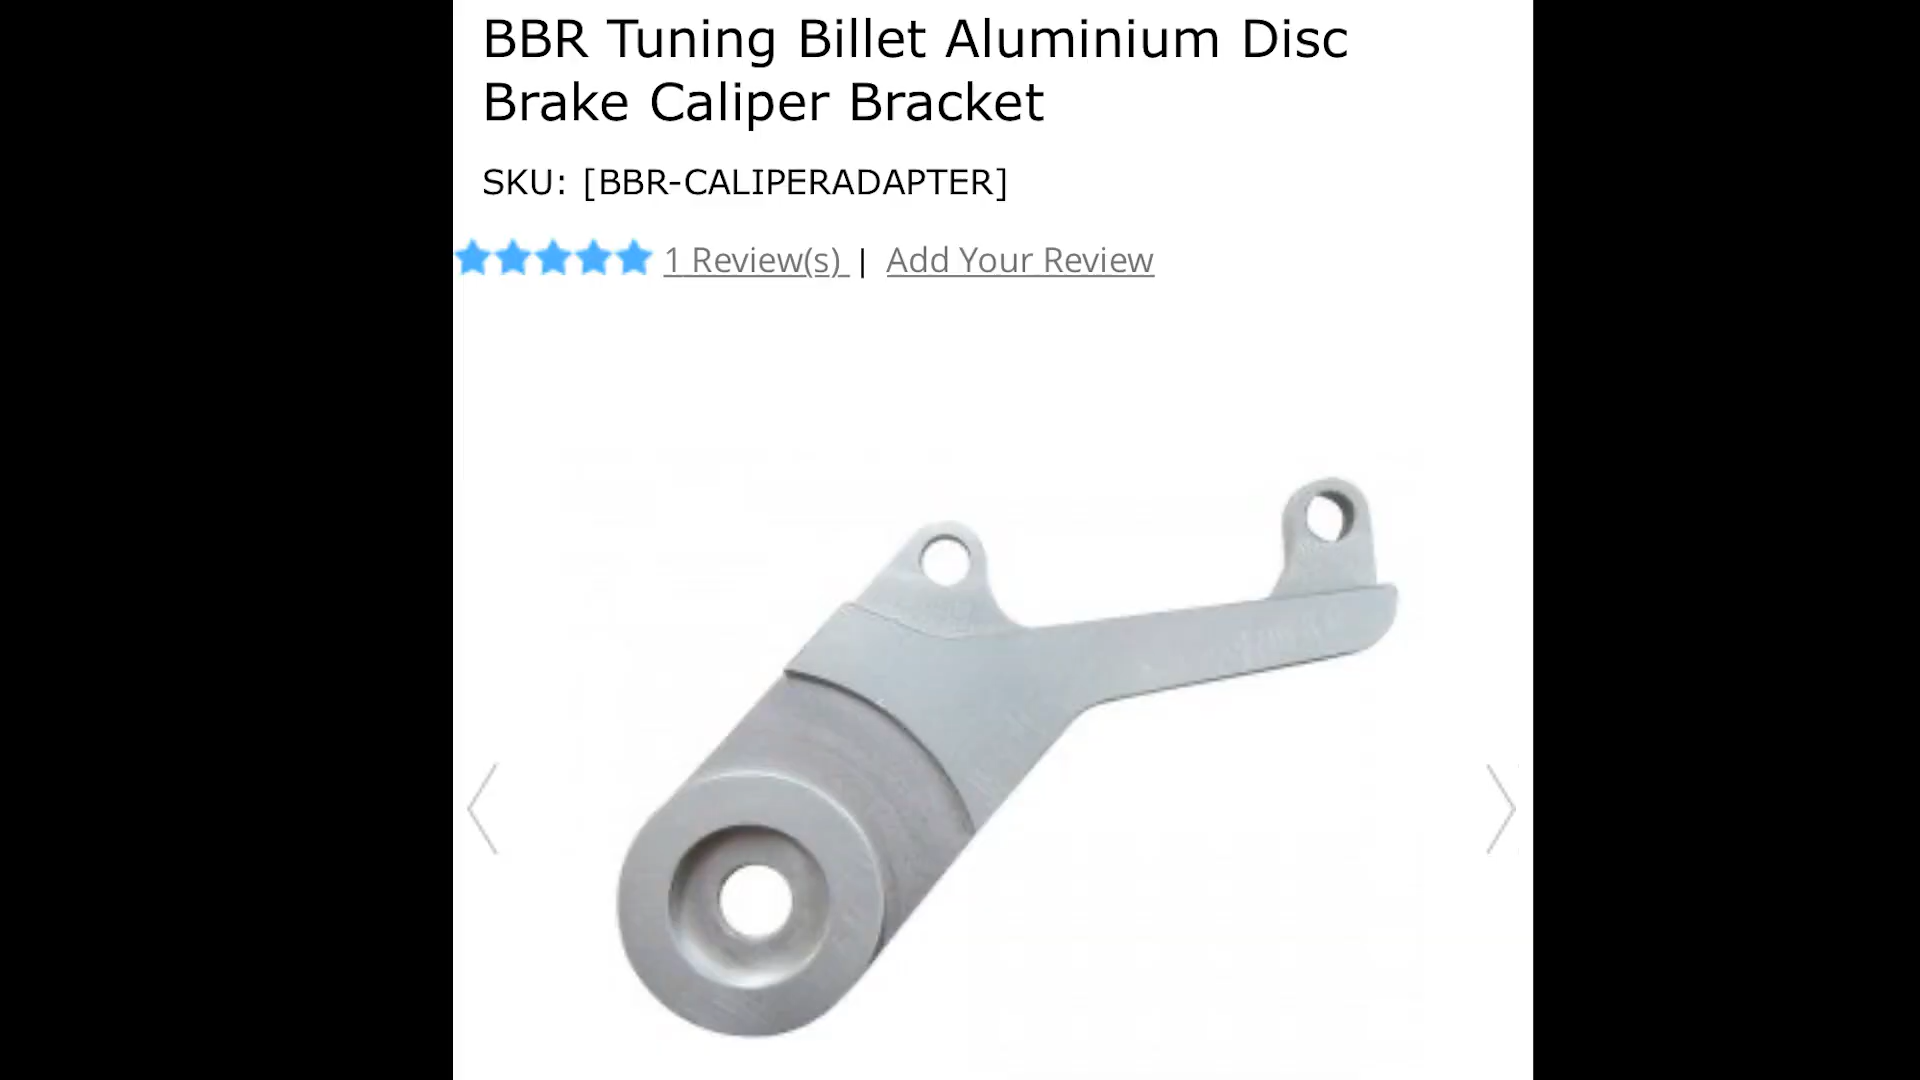 BBR Tuning Billet Aluminium Disc
Brake Caliper Bracket
SKU: [BBR-CALIPERADAPTER]
1 Review(s) | Add Your Review